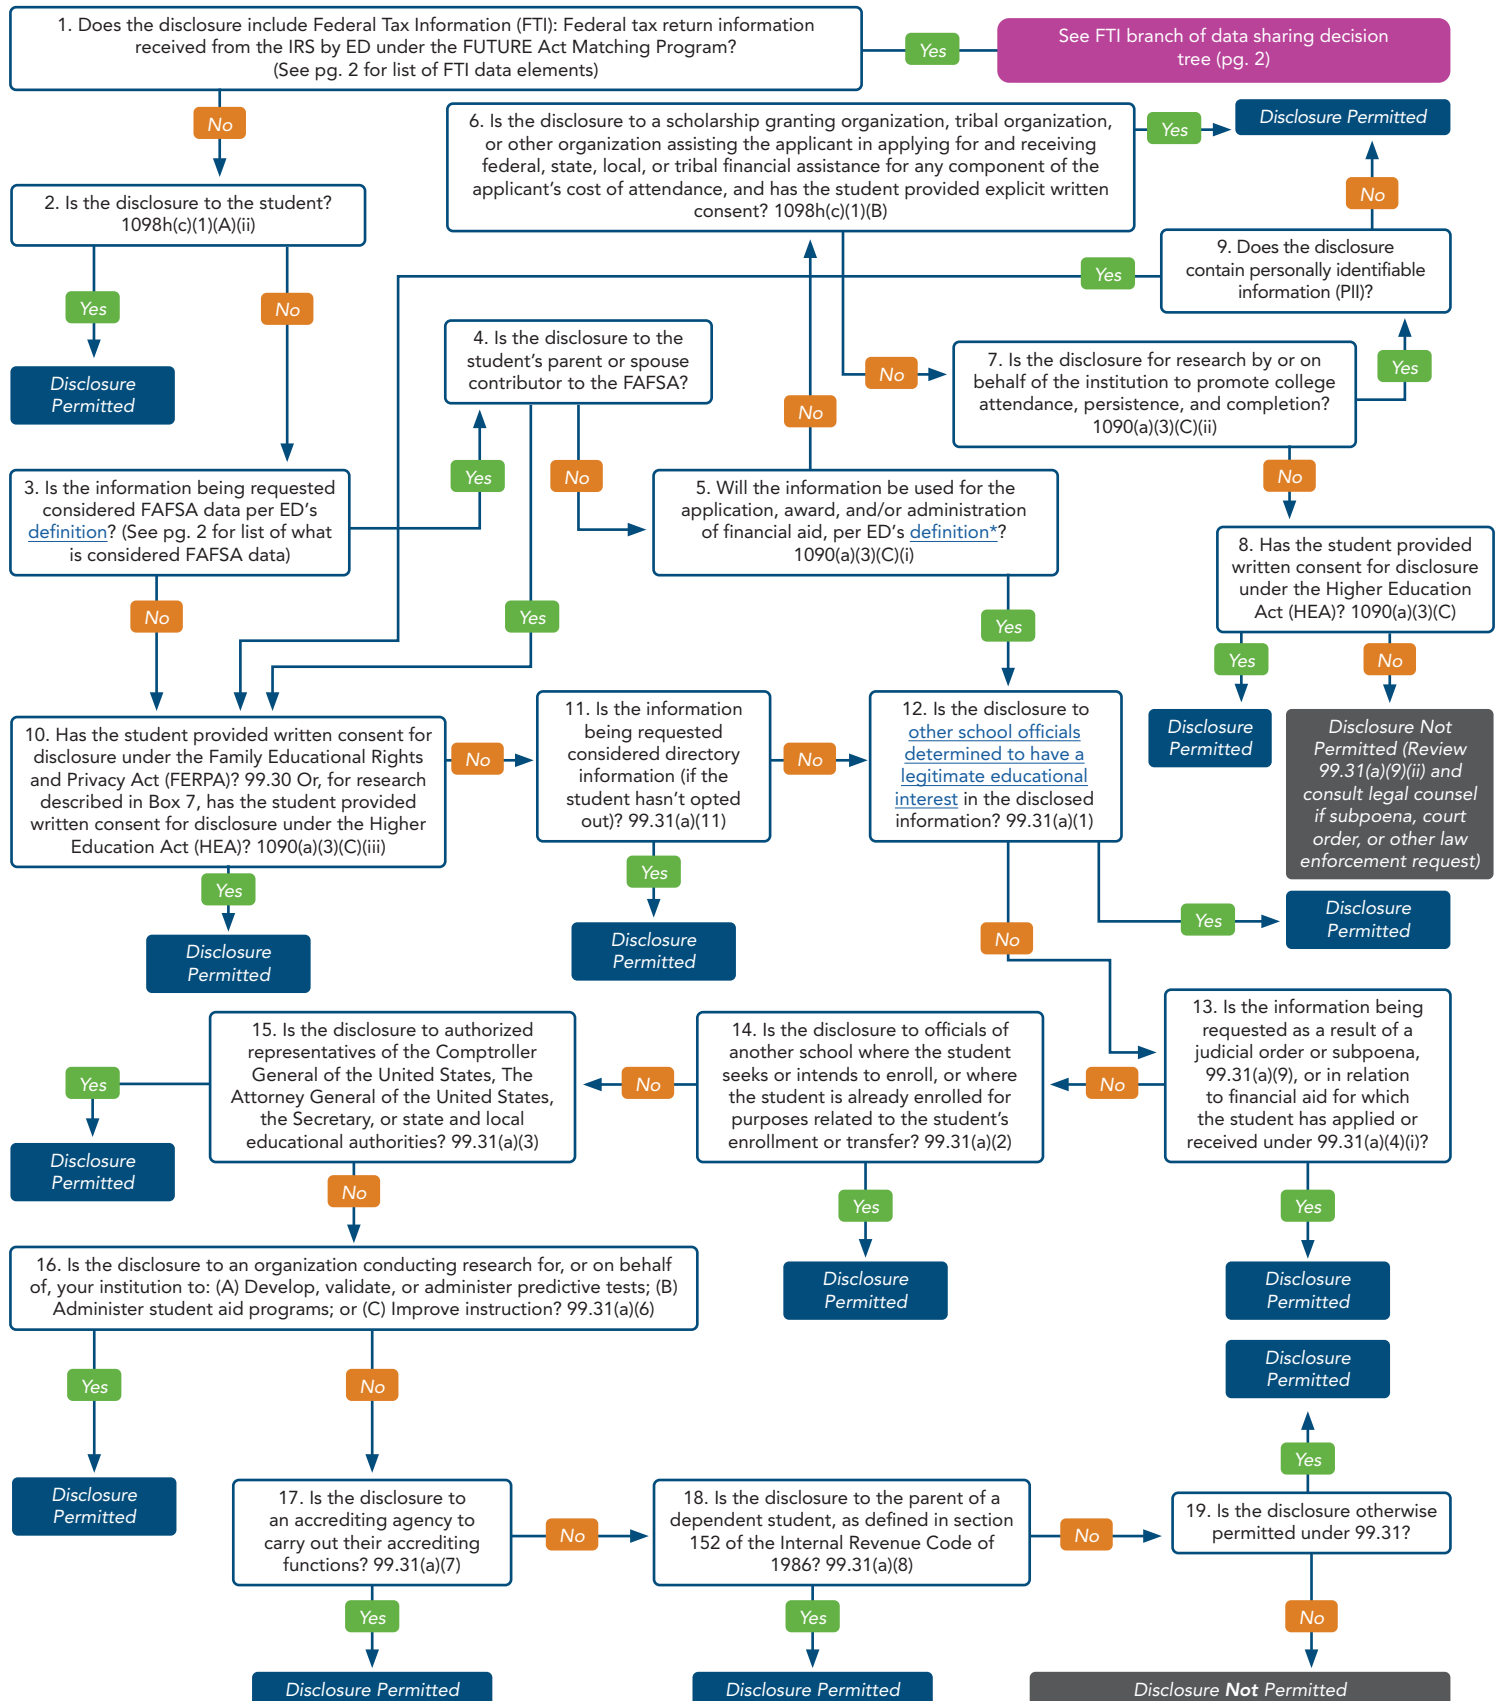 1. Does the disclosure include Federal Tax Information (FTI): Federal tax return information
received from the IRS by ED under the FUTURE Act Matching Program?
(See pg. 2 for list of FTI data elements)
Yes
See FTI branch of data sharing decision
tree (pg. 2)
No
2. Is the disclosure to the student?
1098h(c)(1)(A)(ii)
Yes
No
Disclosure
Permitted
3. Is the information being requested
considered FAFSA data per ED's
definition? (See pg. 2 for list of what
is considered FAFSA data)
Yes
No
4. Is the disclosure to the
student's parent or spouse
contributor to the FAFSA?
Yes
No
5. Will the information be used for the
application, award, and/or administration
of financial aid, per ED's definition*?
1090(a)(3)(C)(i)
No
Yes
6. Is the disclosure to a scholarship granting organization, tribal organization,
or other organization assisting the applicant in applying for and receiving
federal, state, local, or tribal financial assistance for any component of the
applicant's cost of attendance, and has the student provided explicit written
consent? 1098h(c)(1)(B)
Yes
Disclosure Permitted
No
7. Is the disclosure for research by or on
behalf of the institution to promote college
attendance, persistence, and completion?
1090(a)(3)(C)(ii)
Yes
No
8. Has the student provided
written consent for disclosure
under the Higher Education
Act (HEA)? 1090(a)(3)(C)
Yes
No
Disclosure
Permitted
Disclosure Not
Permitted (Review
99.31(a)(9)(ii) and
consult legal counsel
if subpoena, court
order, or other law
enforcement request)
9. Does the disclosure
contain personally identifiable
information (PII)?
No
Yes
10. Has the student provided written consent for
disclosure under the Family Educational Rights
and Privacy Act (FERPA)? 99.30 Or, for research
described in Box 7, has the student provided
written consent for disclosure under the Higher
Education Act (HEA)? 1090(a)(3)(C)(iii)
No
Yes
Disclosure
Permitted
11. Is the information
being requested
considered directory
information (if the
student hasn't opted
out)? 99.31(a)(11)
No
Yes
Disclosure
Permitted
12. Is the disclosure to
other school officials
determined to have a
legitimate educational
interest in the disclosed
information? 99.31(a)(1)
No
Yes
Disclosure
Permitted
13. Is the information being
requested as a result of a
judicial order or subpoena,
99.31(a)(9), or in relation
to financial aid for which
the student has applied or
received under 99.31(a)(4)(i)?
No
Yes
Disclosure
Permitted
14. Is the disclosure to officials of
another school where the student
seeks or intends to enroll, or where
the student is already enrolled for
purposes related to the student's
enrollment or transfer? 99.31(a)(2)
No
Yes
Disclosure
Permitted
15. Is the disclosure to authorized
representatives of the Comptroller
General of the United States, The
Attorney General of the United States,
the Secretary, or state and local
educational authorities? 99.31(a)(3)
Yes
Disclosure
Permitted
No
16. Is the disclosure to an organization conducting research for, or on behalf
of, your institution to: (A) Develop, validate, or administer predictive tests; (B)
Administer student aid programs; or (C) Improve instruction? 99.31(a)(6)
Yes
No
Disclosure
Permitted
17. Is the disclosure to
an accrediting agency to
carry out their accrediting
functions? 99.31(a)(7)
No
Yes
Disclosure Permitted
18. Is the disclosure to the parent of a
dependent student, as defined in section
152 of the Internal Revenue Code of
1986? 99.31(a)(8)
No
Yes
Disclosure Permitted
19. Is the disclosure otherwise
permitted under 99.31?
Yes
Disclosure
Permitted
No
Disclosure Not Permitted